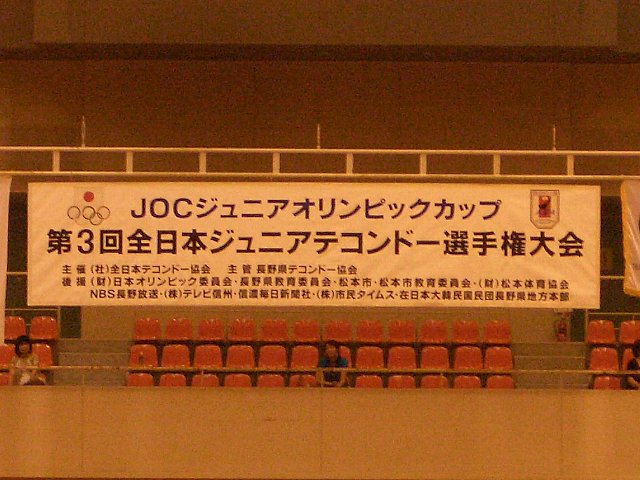 JOCジュニアオリンピックカップ
第3回全日本ジュニアテコンドー選手権大会
主催 (社)全日本テコンドー協会 主管 長野県テコンドー協会
後援 (財)日本オリンピック委員会・長野県教育委員会・松本市・松本市教育委員会・(財)松本体育協会
NBS長野放送・(株)テレビ信州・信濃毎日新聞社・(株)市民タイムス・在日本大韓民国民団長野県地方本部